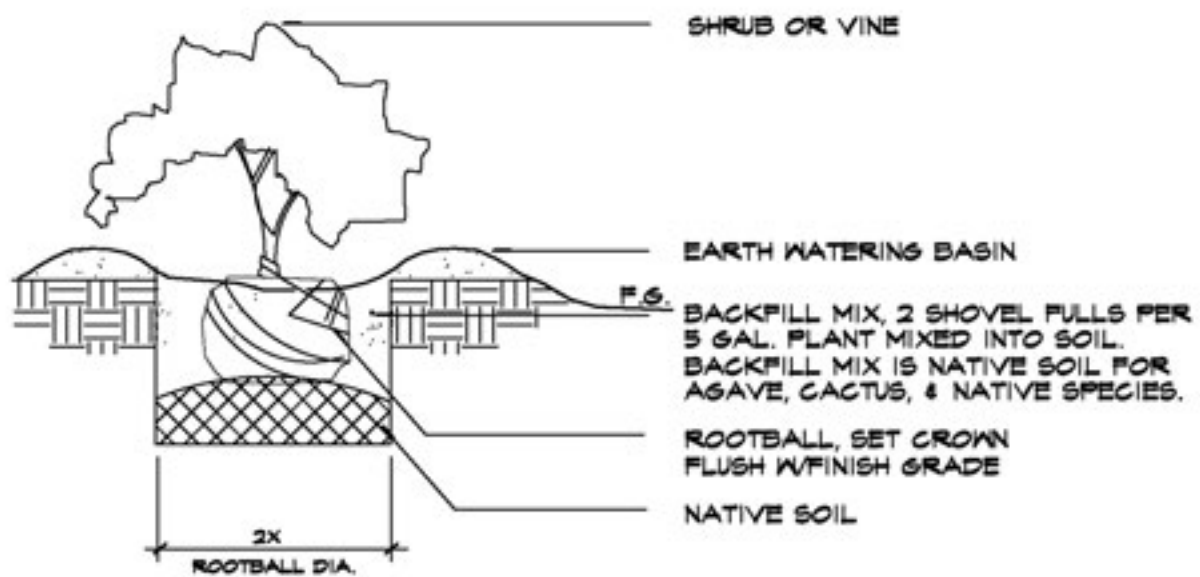 SHRUB OR VINE
EARTH WATERING BASIN
F.G.
BACKFILL MIX, 2 SHOVEL FULLS PER
5 GAL. PLANT MIXED INTO SOIL.
BACKFILL MIX IS NATIVE SOIL FOR
AGAVE, CACTUS, & NATIVE SPECIES.
ROOTBALL, SET CROWN
FLUSH W/FINISH GRADE
NATIVE SOIL
2X
ROOTBALL DIA.